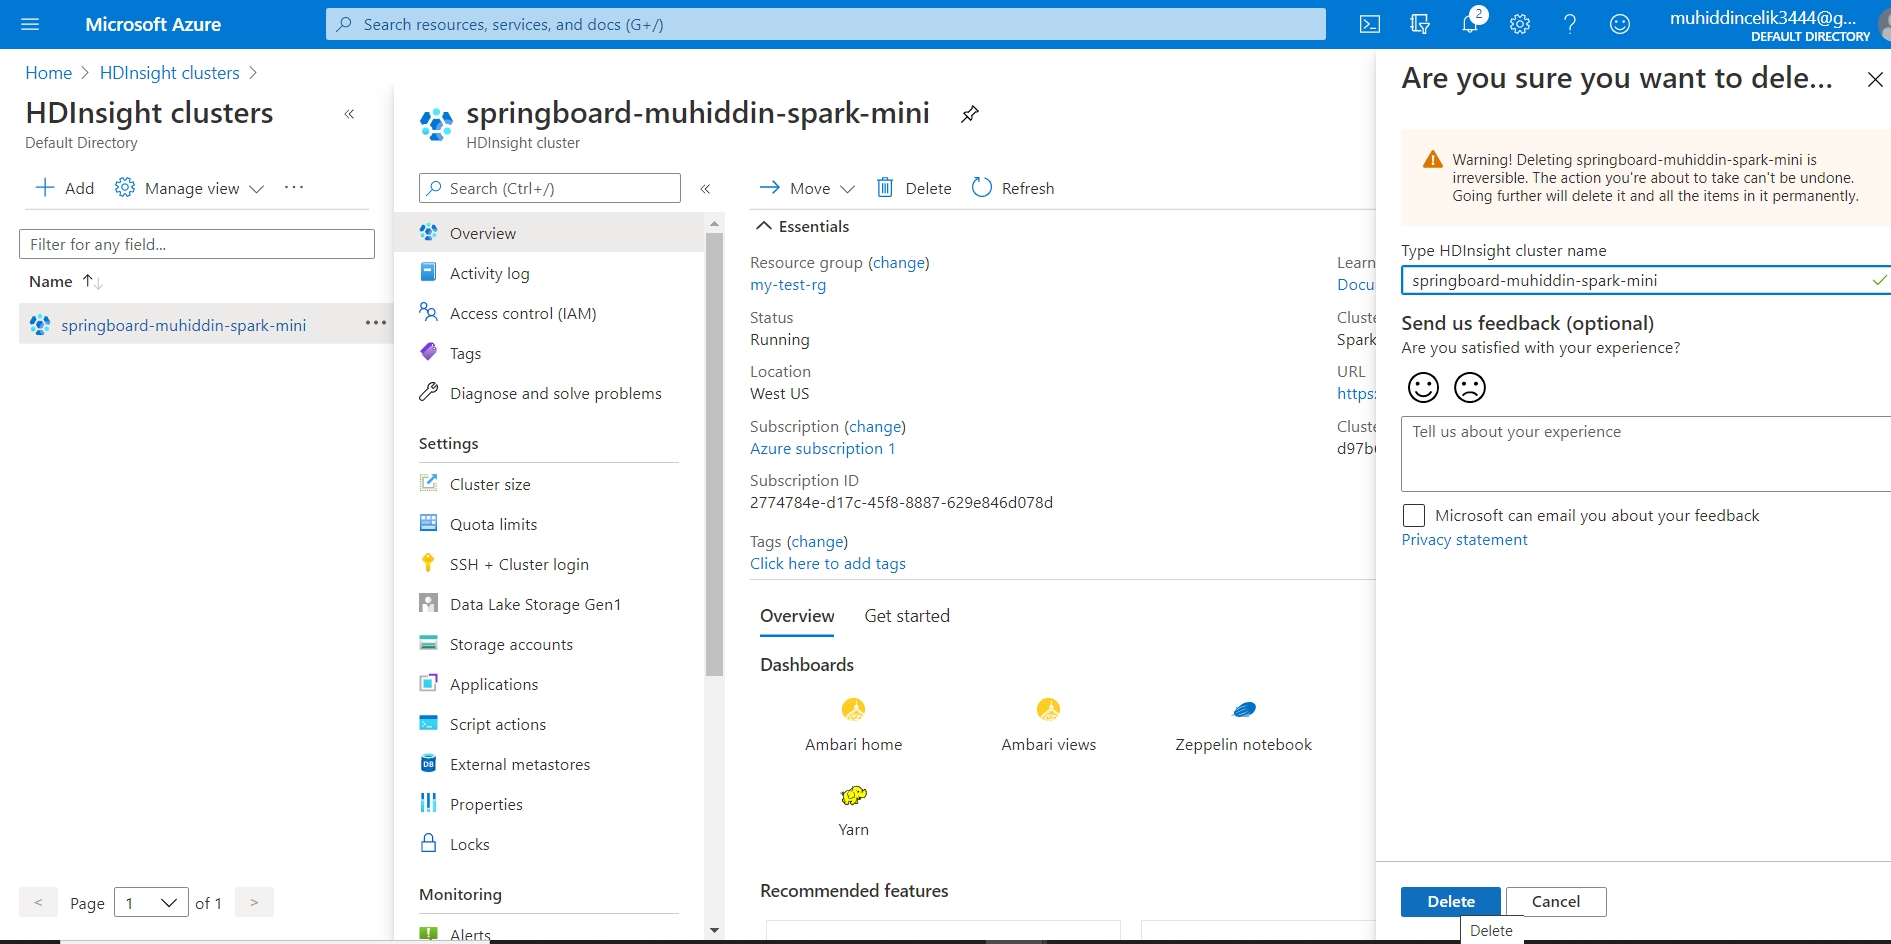 Microsoft Azure
Search resources, services, and docs (G+/)
2
muhiddincelik3444@g...
DEFAULT DIRECTORY
Home > HDInsight clusters >
HDInsight clusters
Default Directory
Add
Manage view
Filter for any field...
Name
springboard-muhiddin-spark-mini
< Page 1 of 1 >
springboard-muhiddin-spark-mini
HDInsight cluster
Search (Ctrl+/)
Overview
Activity log
Access control (IAM)
Tags
Diagnose and solve problems
Settings
Cluster size
Quota limits
SSH + Cluster login
Data Lake Storage Gen1
Storage accounts
Applications
Script actions
External metastores
Properties
Locks
Monitoring
Alerts
Move
Delete
Refresh
Essentials
Resource group (change)
my-test-rg
Status
Running
Location
West US
Subscription (change)
Azure subscription 1
Subscription ID
2774784e-d17c-45f8-8887-629e846d078d
Tags (change)
Click here to add tags
Learn
Docu
Cluste
Spark
URL
https:
Cluste
d97b
Overview
Get started
Dashboards
Ambari home
Ambari views
Zeppelin notebook
Yarn
Recommended features
Are you sure you want to dele...
Warning! Deleting springboard-muhiddin-spark-mini is
irreversible. The action you're about to take can't be undone.
Going further will delete it and all the items in it permanently.
Type HDInsight cluster name
springboard-muhiddin-spark-mini
Send us feedback (optional)
Are you satisfied with your experience?
Tell us about your experience
Microsoft can email you about your feedback
Privacy statement
Delete
Cancel
Delete